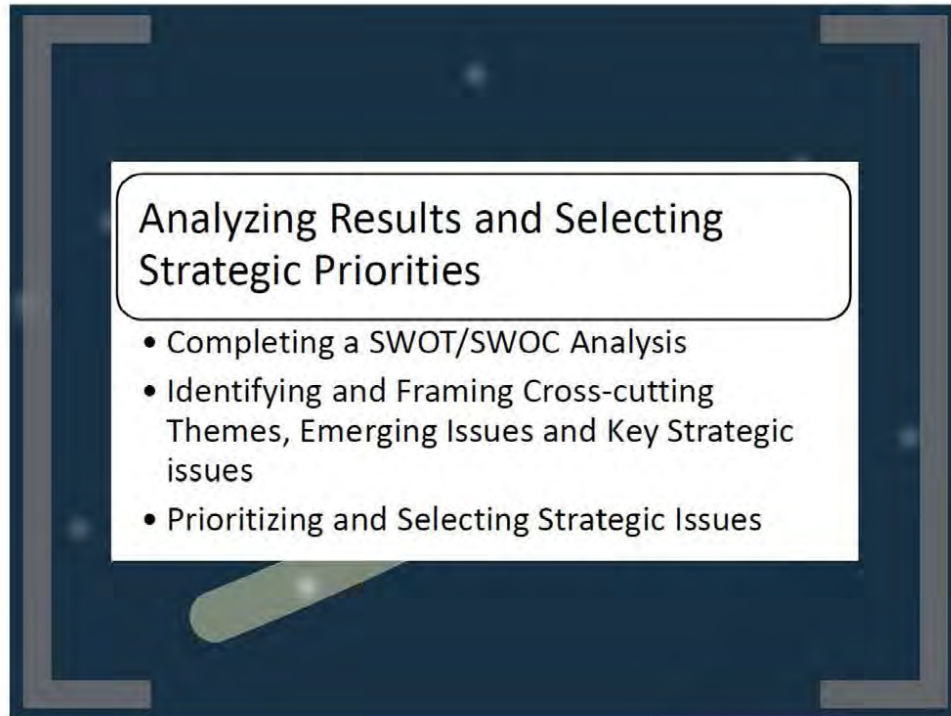 Analyzing Results and Selecting
Strategic Priorities
• Completing a SWOT/SWOC Analysis
• Identifying and Framing Cross-cutting
Themes, Emerging Issues and Key Strategic
issues
• Prioritizing and Selecting Strategic Issues